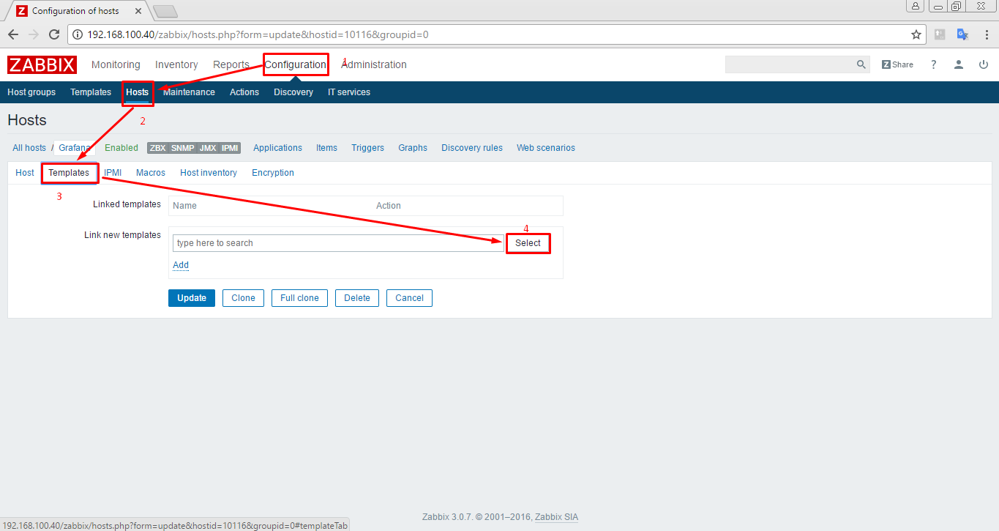 Configuration of hosts
192.168.100.40/zabbix/hosts.php?form=update&hostid=10116&groupid=0
ZABBIX Monitoring Inventory Reports Configuration 1 Administration Z Share ?
Host groups Templates Hosts Maintenance Actions Discovery IT services
Hosts 2
All hosts / Grafana Enabled ZBX SNMP JMX IPMI Applications Items Triggers Graphs Discovery rules Web scenarios
Host Templates IPMI Macros Host inventory Encryption
3
Linked templates Name Action
4
Link new templates type here to search Select
Add
Update Clone Full clone Delete Cancel
Zabbix 3.0.7. © 2001–2016, Zabbix SIA
192.168.100.40/zabbix/hosts.php?form=update&hostid=10116&groupid=0#templateTab